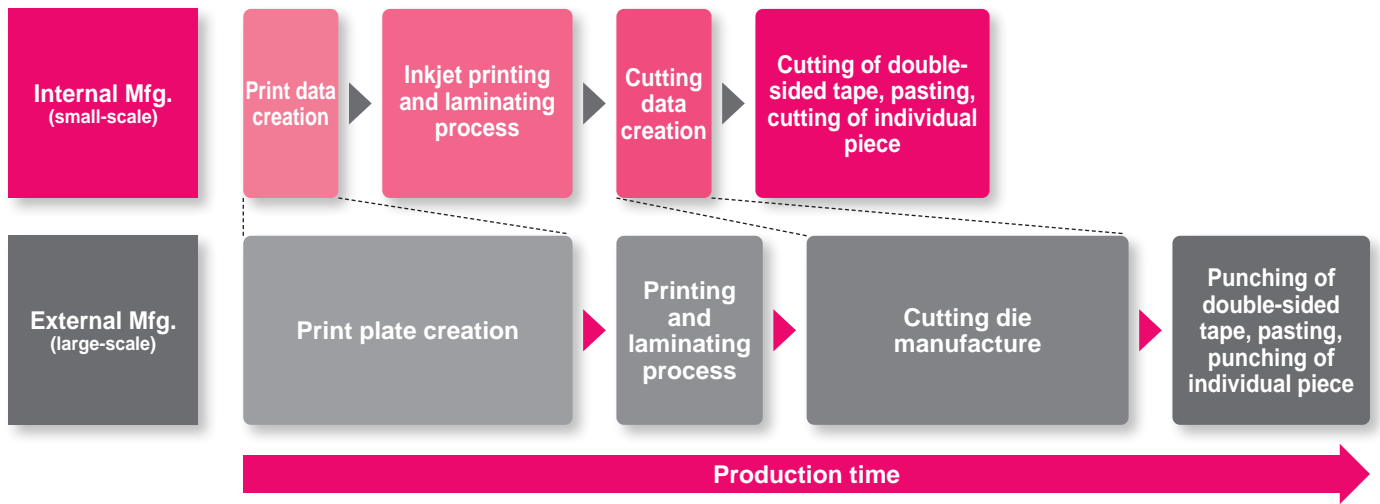 Internal Mfg.
(small-scale)
Print data
creation
Inkjet printing
and laminating
process
Cutting
data
creation
Cutting of double-
sided tape, pasting,
cutting of individual
piece
External Mfg.
(large-scale)
Print plate creation
Printing
and
laminating
process
Cutting die
manufacture
Punching of
double-sided
tape, pasting,
punching of
individual piece
Production time